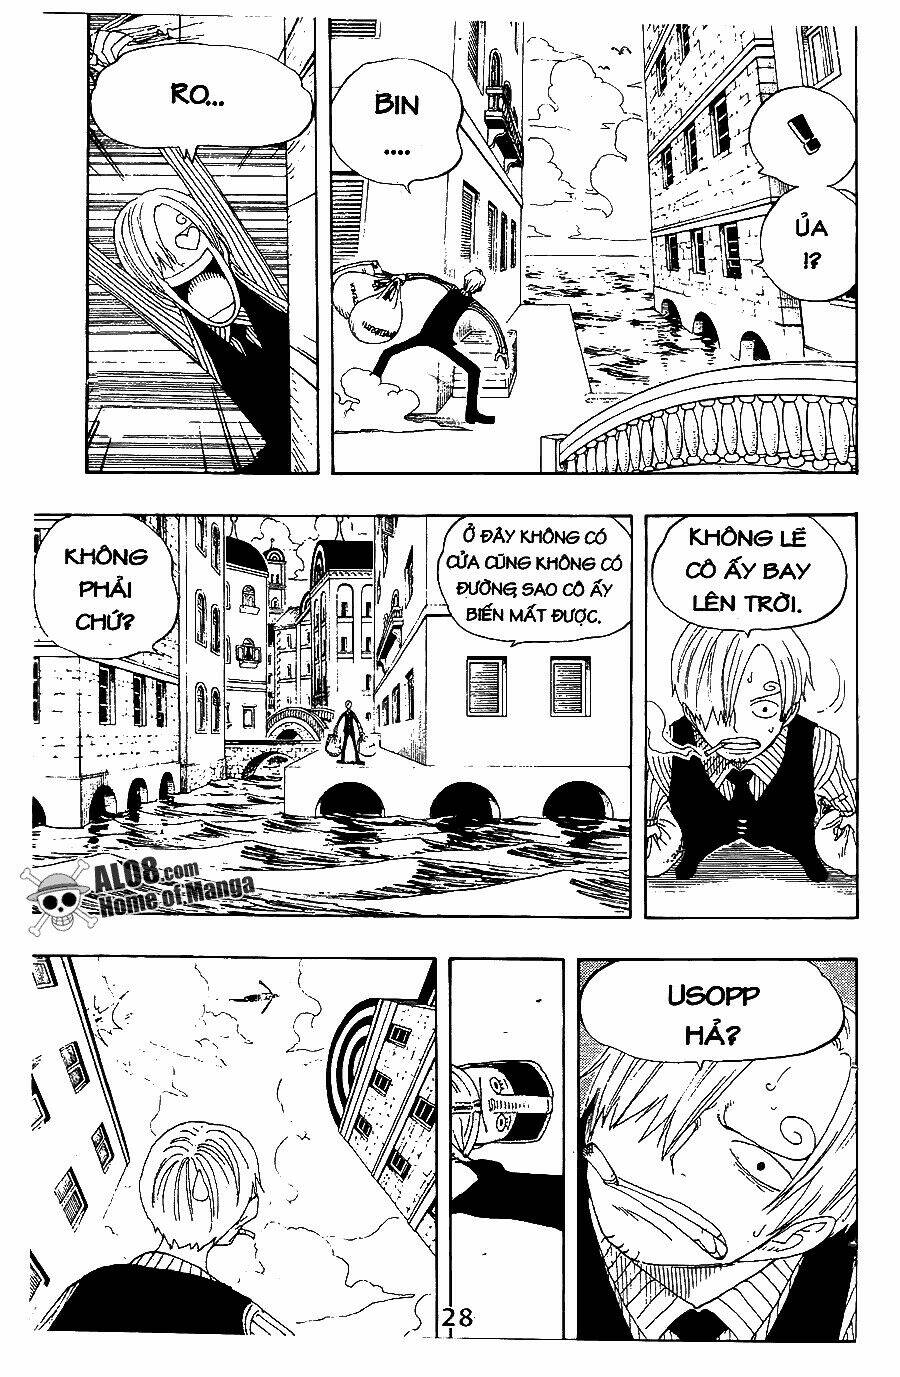 RO...
BIN
....
!
ỦA
!?
KHÔNG
PHẢI
CHỨ?
Ở ĐÂY KHÔNG CÓ
CỬA CŨNG KHÔNG CÓ
ĐƯỜNG, SAO CÔ ẤY
BIẾN MẤT ĐƯỢC.
KHÔNG LẼ
CÔ ẤY BAY
LÊN TRỜI.
AL08.com
Home of Manga
USOPP
HẢ?
28